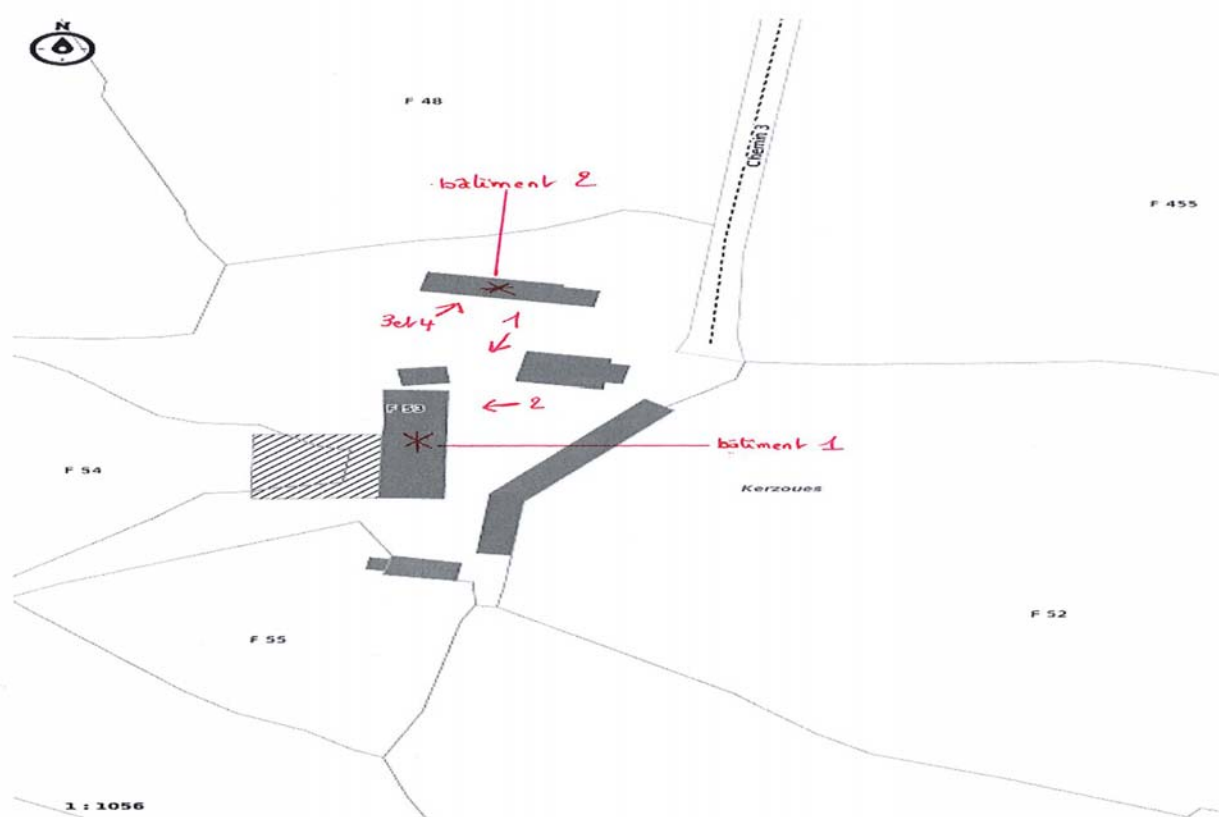 N
F 48
Chemin 3
bâtiment 2
F 455
3et4
1
F 53
2
bâtiment 1
F 54
Kerzoues
F 52
F 55
1 : 1056